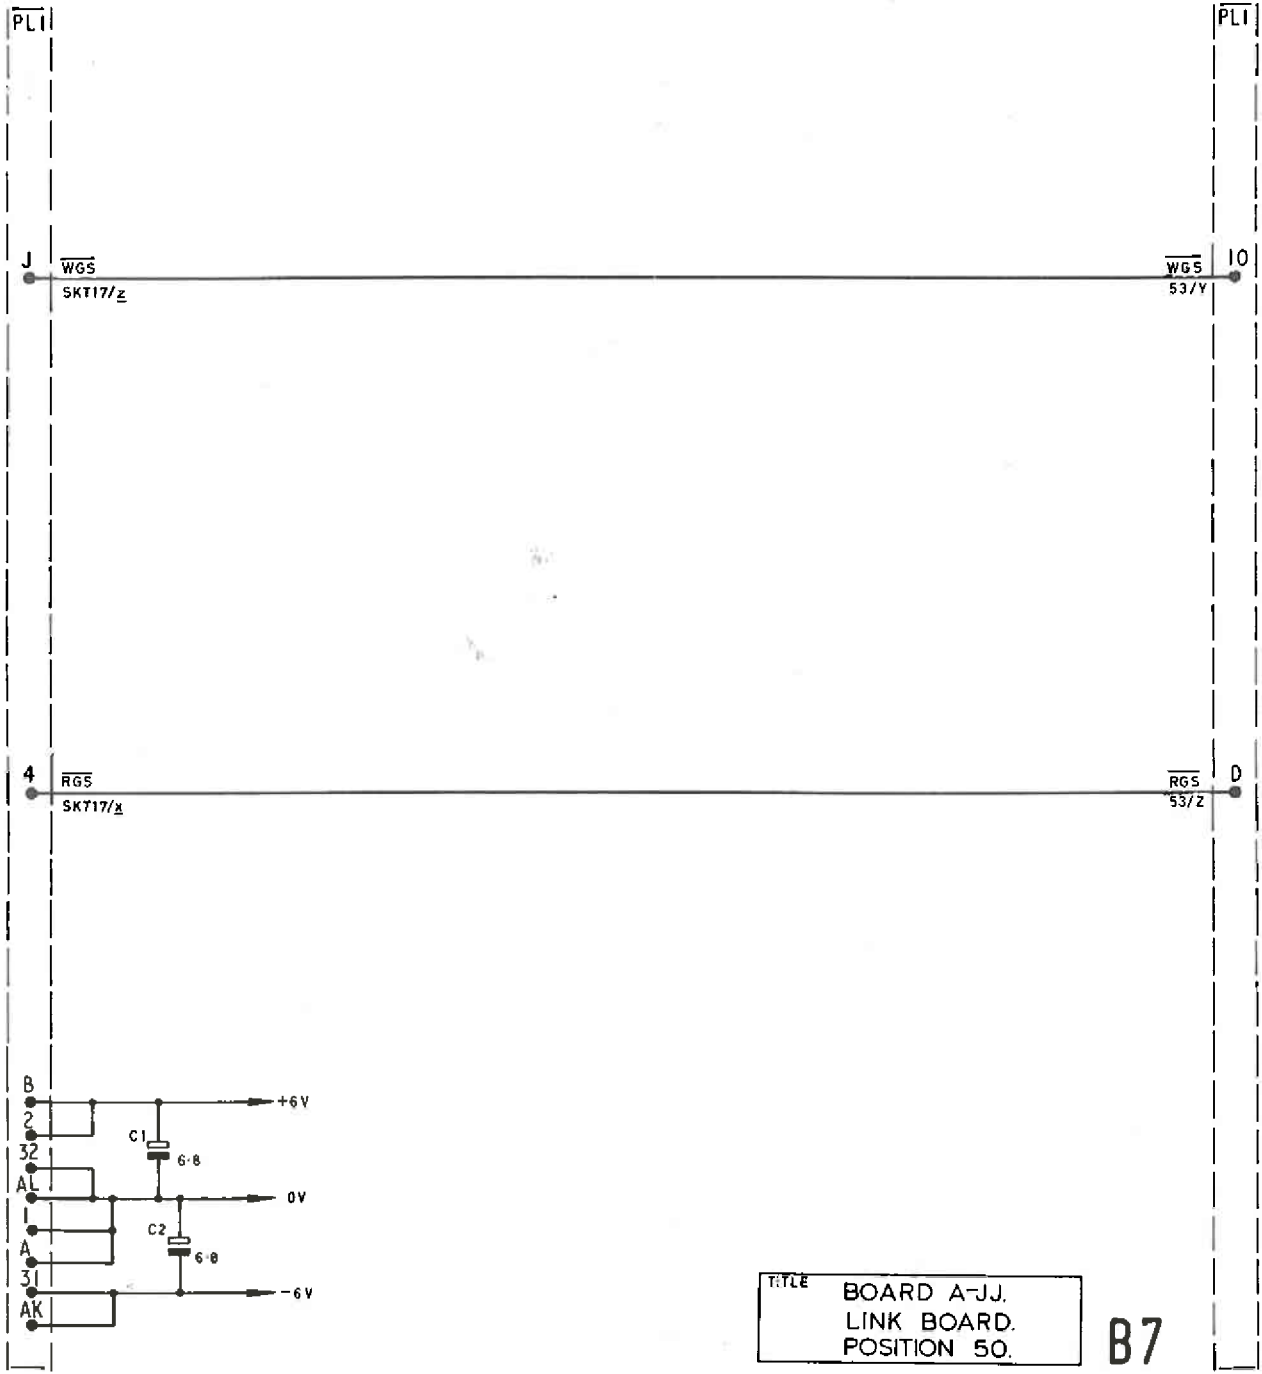 PL1
PL1
J
WGS
SKT17/z
WGS
53/Y
10
4
RGS
SKT17/x
RGS
53/Z
D
B
+6V
2
C1
6·8
32
AL
0V
1
C2
6·8
A
31
-6V
AK
TITLE
BOARD A-JJ.
LINK BOARD.
POSITION 50.
B7